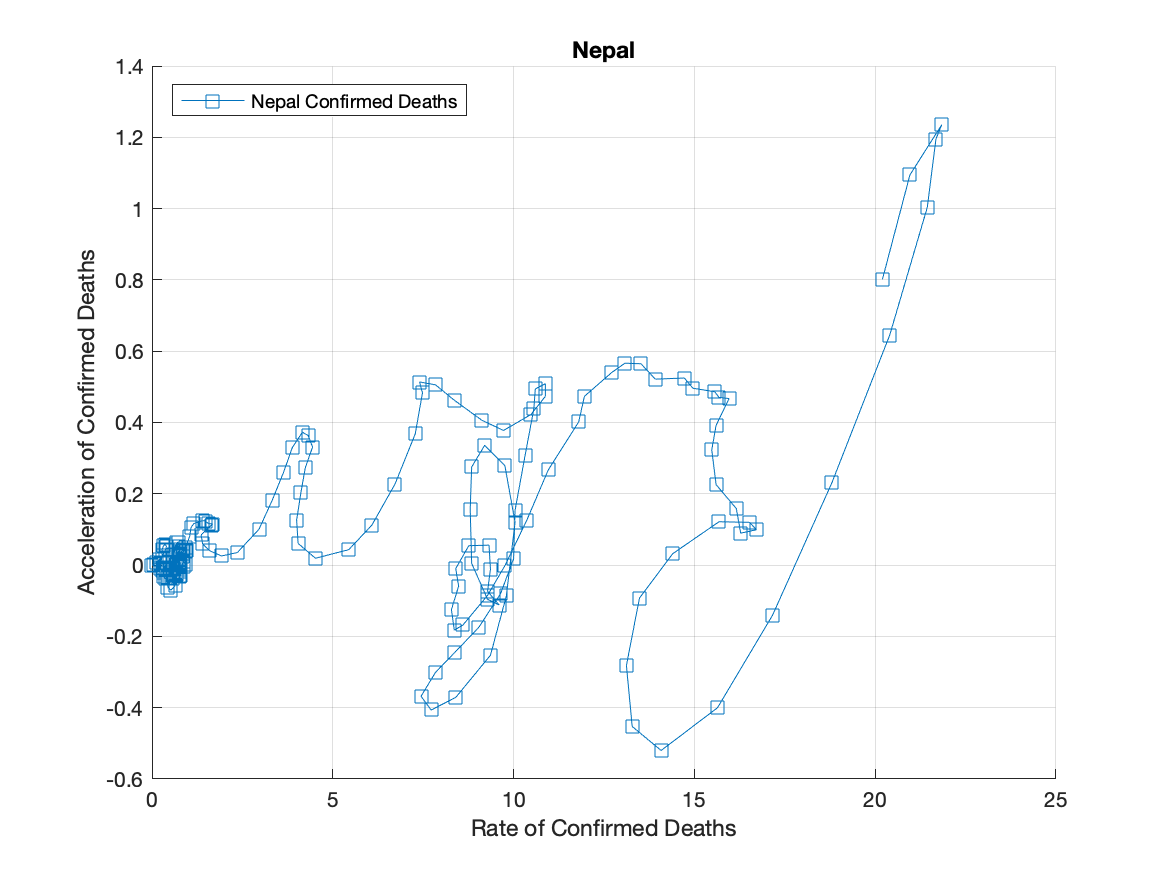 Nepal
Nepal Confirmed Deaths
1.4
1.2
1
0.8
0.6
0.4
0.2
0
-0.2
-0.4
-0.6
Acceleration of Confirmed Deaths
0 5 10 15 20 25
Rate of Confirmed Deaths